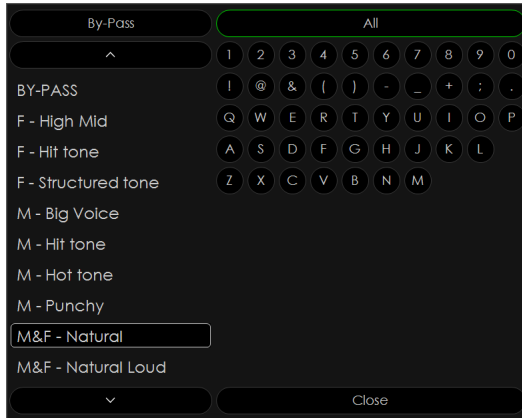 By-Pass
All
1 2 3 4 5 6 7 8 9 0
BY-PASS
! @ & ( ) - _ + ; .
F - High Mid
Q W E R T Y U I O P
F - Hit tone
A S D F G H J K L
F - Structured tone
Z X C V B N M
M - Big Voice
M - Hit tone
M - Hot tone
M - Punchy
M&F - Natural
M&F - Natural Loud
Close